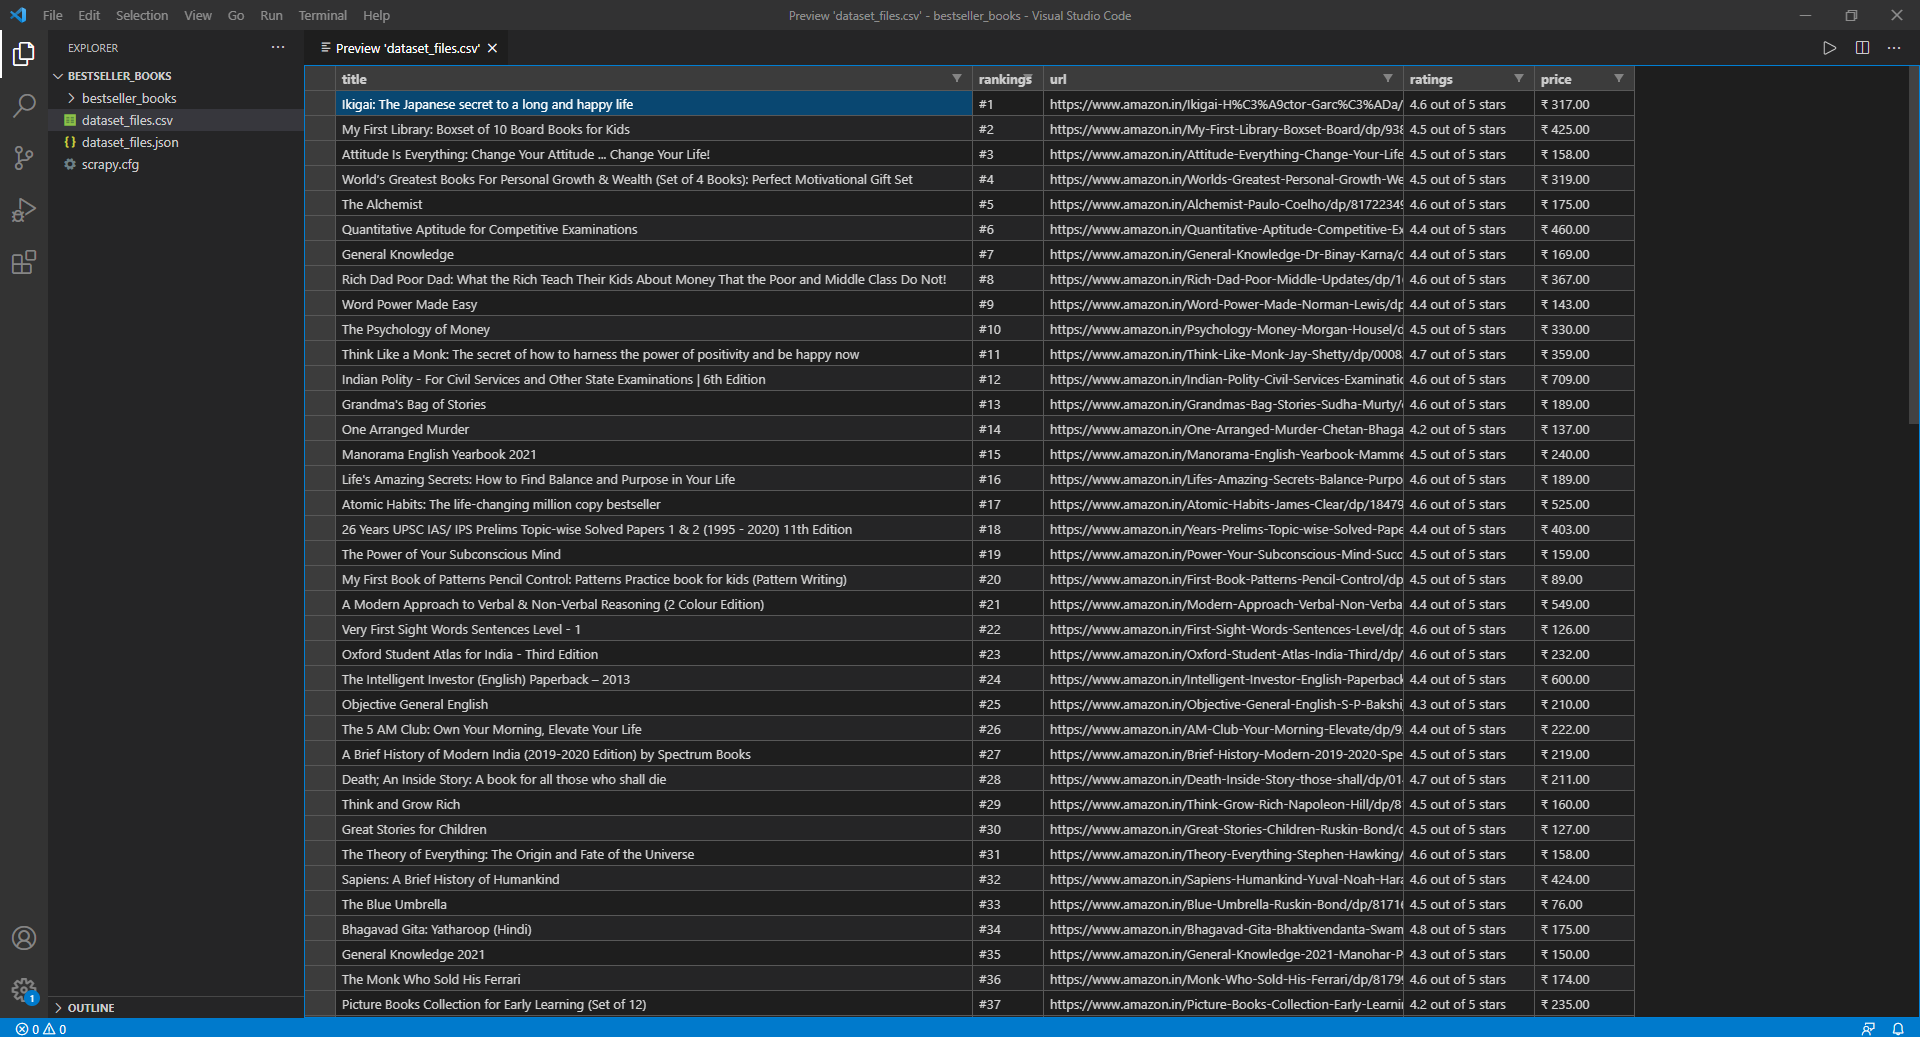 File Edit Selection View Go Run Terminal Help
Preview 'dataset_files.csv' - bestseller_books - Visual Studio Code
EXPLORER
BESTSELLER_BOOKS
bestseller_books
dataset_files.csv
dataset_files.json
scrapy.cfg
OUTLINE
1
Preview 'dataset_files.csv'
title rankings url ratings price
Ikigai: The Japanese secret to a long and happy life #1 https://www.amazon.in/Ikigai-H%C3%A9ctor-Garc%C3%ADa/ 4.6 out of 5 stars ₹ 317.00
My First Library: Boxset of 10 Board Books for Kids #2 https://www.amazon.in/My-First-Library-Boxset-Board/dp/938 4.5 out of 5 stars ₹ 425.00
Attitude Is Everything: Change Your Attitude ... Change Your Life! #3 https://www.amazon.in/Attitude-Everything-Change-Your-Life 4.5 out of 5 stars ₹ 158.00
World's Greatest Books For Personal Growth & Wealth (Set of 4 Books): Perfect Motivational Gift Set #4 https://www.amazon.in/Worlds-Greatest-Personal-Growth-We 4.5 out of 5 stars ₹ 319.00
The Alchemist #5 https://www.amazon.in/Alchemist-Paulo-Coelho/dp/81722349 4.6 out of 5 stars ₹ 175.00
Quantitative Aptitude for Competitive Examinations #6 https://www.amazon.in/Quantitative-Aptitude-Competitive-Ex 4.4 out of 5 stars ₹ 460.00
General Knowledge #7 https://www.amazon.in/General-Knowledge-Dr-Binay-Karna/d 4.4 out of 5 stars ₹ 169.00
Rich Dad Poor Dad: What the Rich Teach Their Kids About Money That the Poor and Middle Class Do Not! #8 https://www.amazon.in/Rich-Dad-Poor-Middle-Updates/dp/1 4.6 out of 5 stars ₹ 367.00
Word Power Made Easy #9 https://www.amazon.in/Word-Power-Made-Norman-Lewis/dp 4.4 out of 5 stars ₹ 143.00
The Psychology of Money #10 https://www.amazon.in/Psychology-Money-Morgan-Housel/d 4.5 out of 5 stars ₹ 330.00
Think Like a Monk: The secret of how to harness the power of positivity and be happy now #11 https://www.amazon.in/Think-Like-Monk-Jay-Shetty/dp/0008 4.7 out of 5 stars ₹ 359.00
Indian Polity - For Civil Services and Other State Examinations | 6th Edition #12 https://www.amazon.in/Indian-Polity-Civil-Services-Examinatic 4.6 out of 5 stars ₹ 709.00
Grandma's Bag of Stories #13 https://www.amazon.in/Grandmas-Bag-Stories-Sudha-Murty/ 4.6 out of 5 stars ₹ 189.00
One Arranged Murder #14 https://www.amazon.in/One-Arranged-Murder-Chetan-Bhaga 4.2 out of 5 stars ₹ 137.00
Manorama English Yearbook 2021 #15 https://www.amazon.in/Manorama-English-Yearbook-Mamme 4.5 out of 5 stars ₹ 240.00
Life's Amazing Secrets: How to Find Balance and Purpose in Your Life #16 https://www.amazon.in/Lifes-Amazing-Secrets-Balance-Purpo 4.6 out of 5 stars ₹ 189.00
Atomic Habits: The life-changing million copy bestseller #17 https://www.amazon.in/Atomic-Habits-James-Clear/dp/18479 4.6 out of 5 stars ₹ 525.00
26 Years UPSC IAS/ IPS Prelims Topic-wise Solved Papers 1 & 2 (1995 - 2020) 11th Edition #18 https://www.amazon.in/Years-Prelims-Topic-wise-Solved-Pape 4.4 out of 5 stars ₹ 403.00
The Power of Your Subconscious Mind #19 https://www.amazon.in/Power-Your-Subconscious-Mind-Succ 4.5 out of 5 stars ₹ 159.00
My First Book of Patterns Pencil Control: Patterns Practice book for kids (Pattern Writing) #20 https://www.amazon.in/First-Book-Patterns-Pencil-Control/dp 4.5 out of 5 stars ₹ 89.00
A Modern Approach to Verbal & Non-Verbal Reasoning (2 Colour Edition) #21 https://www.amazon.in/Modern-Approach-Verbal-Non-Verba 4.4 out of 5 stars ₹ 549.00
Very First Sight Words Sentences Level - 1 #22 https://www.amazon.in/First-Sight-Words-Sentences-Level/dp 4.6 out of 5 stars ₹ 126.00
Oxford Student Atlas for India - Third Edition #23 https://www.amazon.in/Oxford-Student-Atlas-India-Third/dp/ 4.6 out of 5 stars ₹ 232.00
The Intelligent Investor (English) Paperback – 2013 #24 https://www.amazon.in/Intelligent-Investor-English-Paperback 4.4 out of 5 stars ₹ 600.00
Objective General English #25 https://www.amazon.in/Objective-General-English-S-P-Bakshi 4.3 out of 5 stars ₹ 210.00
The 5 AM Club: Own Your Morning, Elevate Your Life #26 https://www.amazon.in/AM-Club-Your-Morning-Elevate/dp/9 4.4 out of 5 stars ₹ 222.00
A Brief History of Modern India (2019-2020 Edition) by Spectrum Books #27 https://www.amazon.in/Brief-History-Modern-2019-2020-Spe 4.5 out of 5 stars ₹ 219.00
Death; An Inside Story: A book for all those who shall die #28 https://www.amazon.in/Death-Inside-Story-those-shall/dp/01 4.7 out of 5 stars ₹ 211.00
Think and Grow Rich #29 https://www.amazon.in/Think-Grow-Rich-Napoleon-Hill/dp/8 4.5 out of 5 stars ₹ 160.00
Great Stories for Children #30 https://www.amazon.in/Great-Stories-Children-Ruskin-Bond/d 4.5 out of 5 stars ₹ 127.00
The Theory of Everything: The Origin and Fate of the Universe #31 https://www.amazon.in/Theory-Everything-Stephen-Hawking/ 4.6 out of 5 stars ₹ 158.00
Sapiens: A Brief History of Humankind #32 https://www.amazon.in/Sapiens-Humankind-Yuval-Noah-Hara 4.6 out of 5 stars ₹ 424.00
The Blue Umbrella #33 https://www.amazon.in/Blue-Umbrella-Ruskin-Bond/dp/8171 4.5 out of 5 stars ₹ 76.00
Bhagavad Gita: Yatharoop (Hindi) #34 https://www.amazon.in/Bhagavad-Gita-Bhaktivendanta-Swam 4.8 out of 5 stars ₹ 175.00
General Knowledge 2021 #35 https://www.amazon.in/General-Knowledge-2021-Manohar-P 4.3 out of 5 stars ₹ 150.00
The Monk Who Sold His Ferrari #36 https://www.amazon.in/Monk-Who-Sold-His-Ferrari/dp/8179 4.6 out of 5 stars ₹ 174.00
Picture Books Collection for Early Learning (Set of 12) #37 https://www.amazon.in/Picture-Books-Collection-Early-Learni 4.2 out of 5 stars ₹ 235.00
0 0